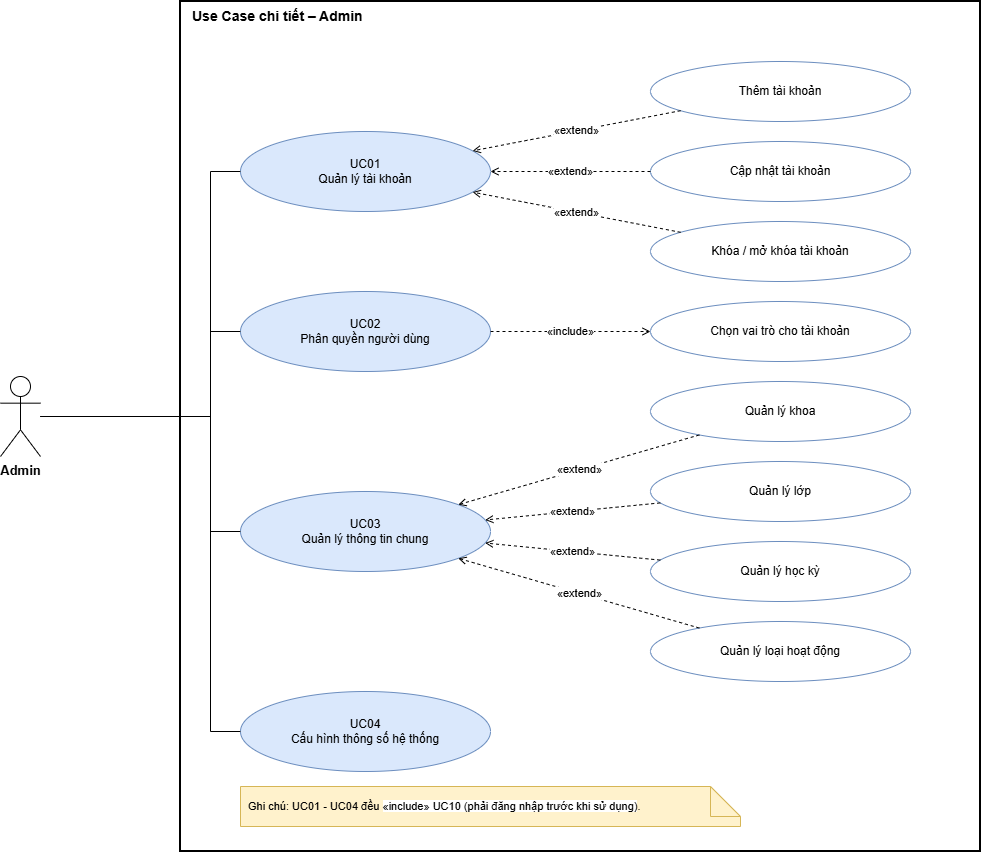 Use Case chi tiết – Admin
Thêm tài khoản
«extend»
UC01
Quản lý tài khoản
«extend»
Cập nhật tài khoản
«extend»
Khóa / mở khóa tài khoản
UC02
Phân quyền người dùng
«include»
Chọn vai trò cho tài khoản
Quản lý khoa
Admin
«extend»
Quản lý lớp
«extend»
UC03
Quản lý thông tin chung
«extend»
Quản lý học kỳ
«extend»
Quản lý loại hoạt động
UC04
Cấu hình thông số hệ thống
Ghi chú: UC01 - UC04 đều «include» UC10 (phải đăng nhập trước khi sử dụng).